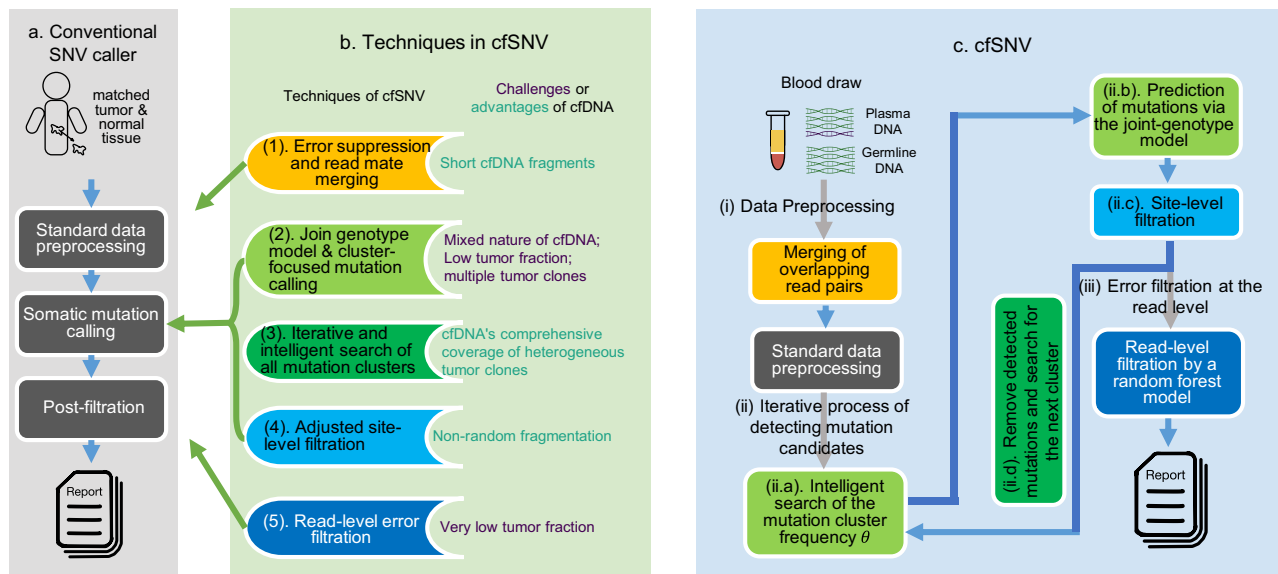 a. Conventional
SNV caller
matched
tumor &
normal
tissue
Standard data
preprocessing
Somatic mutation
calling
Post-filtration
Report
b. Techniques in cfSNV
Techniques of cfSNV
Challenges or
advantages of cfDNA
(1). Error suppression
and read mate
merging
Short cfDNA fragments
(2). Join genotype
model & cluster-
focused mutation
calling
Mixed nature of cfDNA;
Low tumor fraction;
multiple tumor clones
(3). Iterative and
intelligent search of
all mutation clusters
cfDNA's comprehensive
coverage of heterogeneous
tumor clones
(4). Adjusted site-
level filtration
Non-random fragmentation
(5). Read-level error
filtration
Very low tumor fraction
c. cfSNV
Blood draw
Plasma
DNA
Germline
DNA
(i) Data Preprocessing
Merging of
overlapping
read pairs
Standard data
preprocessing
(ii) Iterative process of
detecting mutation
candidates
(ii.a). Intelligent
search of the
mutation cluster
frequency θ
(ii.b). Prediction
of mutations via
the joint-genotype
model
(ii.c). Site-level
filtration
(ii.d). Remove detected
mutations and search for
the next cluster
(iii) Error filtration at the
read level
Read-level
filtration by a
random forest
model
Report